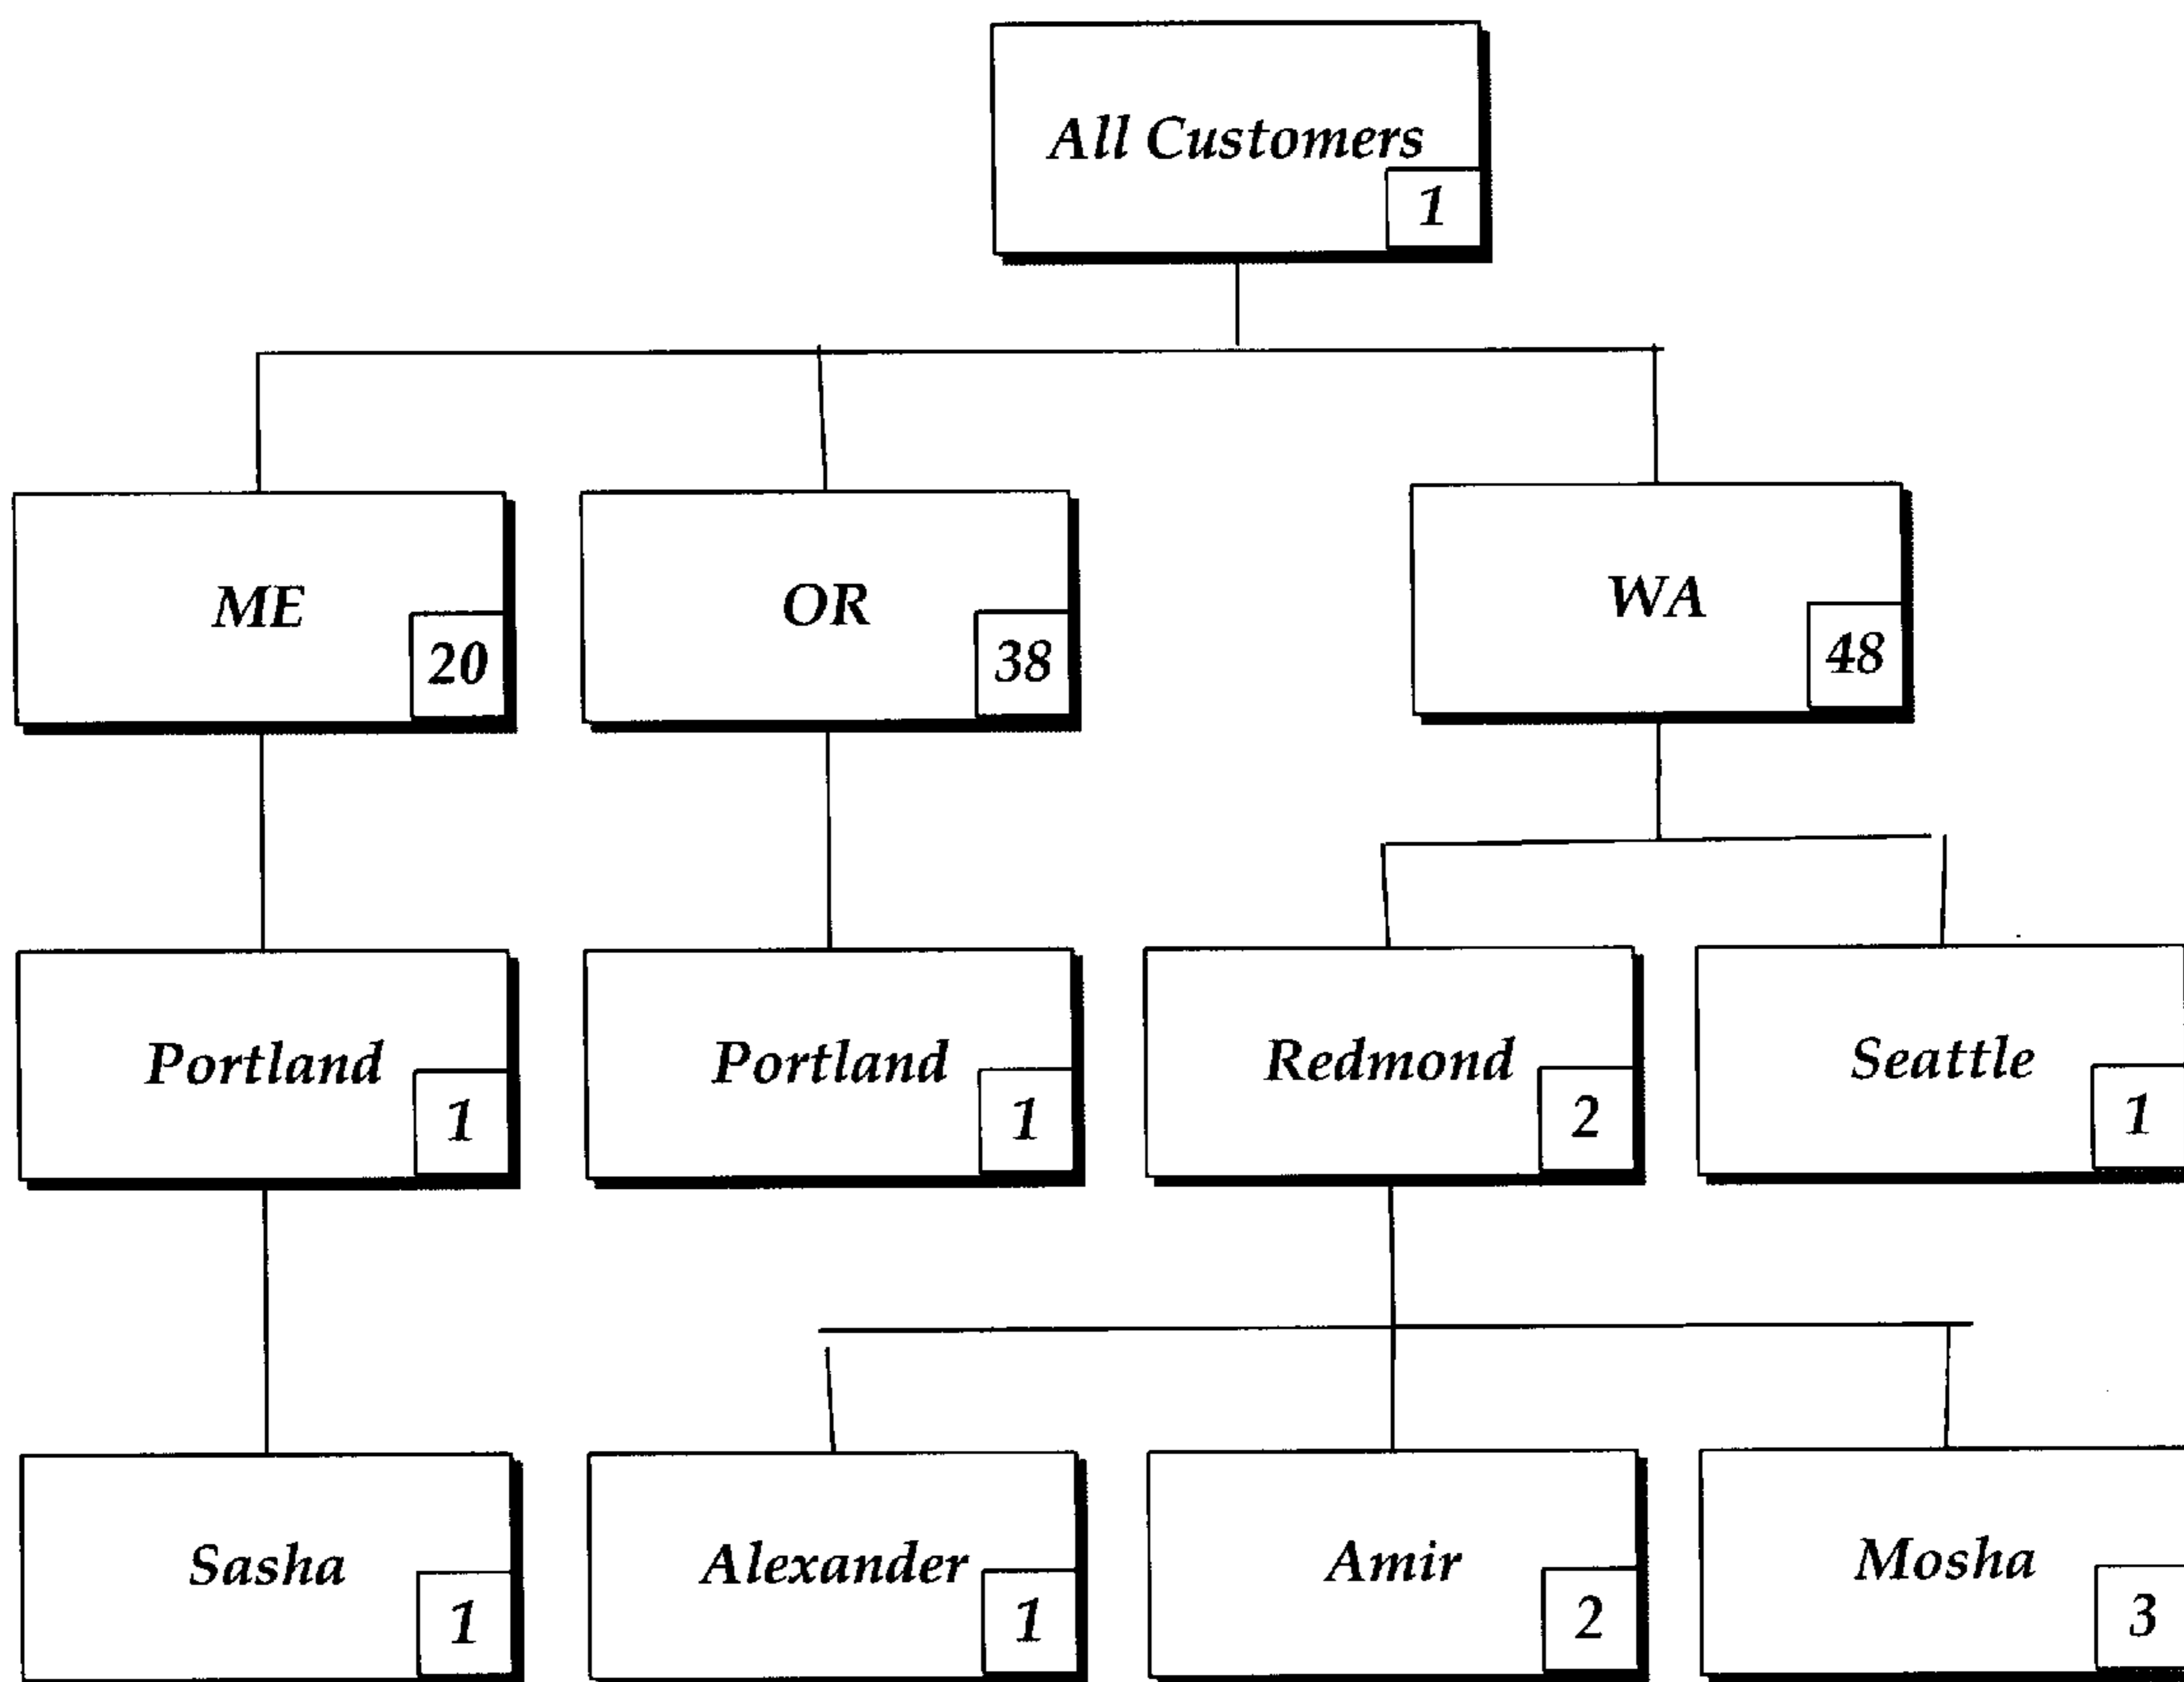 All Customers
1
ME
20
OR
38
WA
48
Portland
1
Portland
1
Redmond
2
Seattle
1
Sasha
1
Alexander
1
Amir
2
Mosha
3